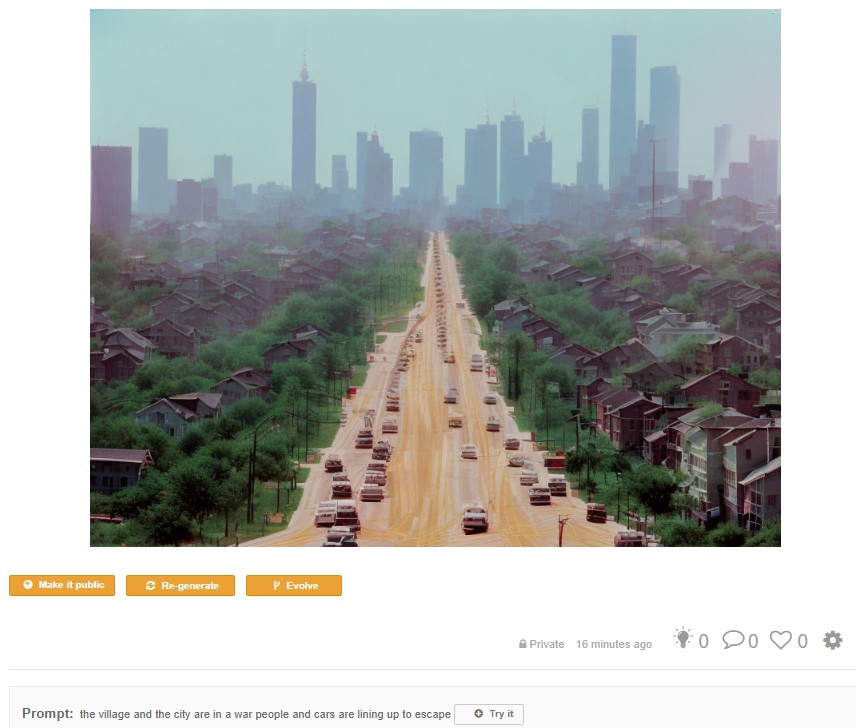 Make it public Re-generate Evolve
Private 16 minutes ago 0 0 0
Prompt: the village and the city are in a war people and cars are lining up to escape Try it